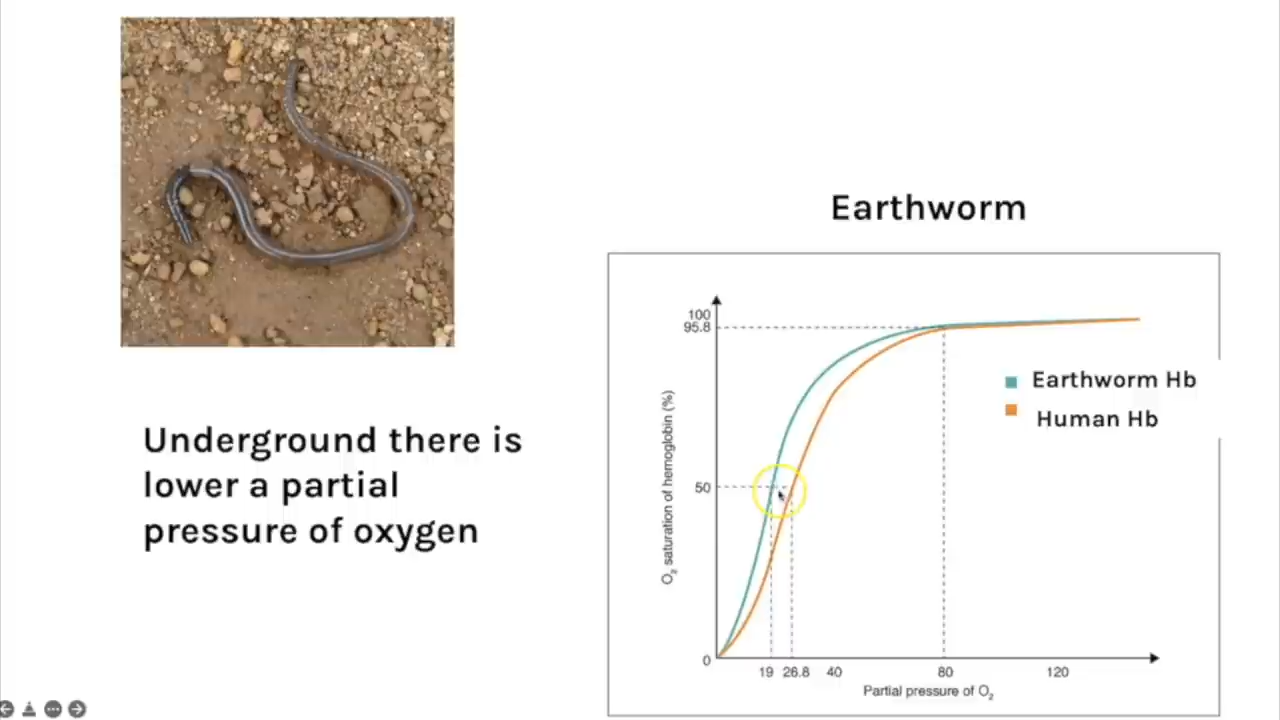 Earthworm
Underground there is
lower a partial
pressure of oxygen
100
95.8
50
0
O₂ saturation of hemoglobin (%)
Earthworm Hb
Human Hb
19 26.8 40 80 120
Partial pressure of O₂